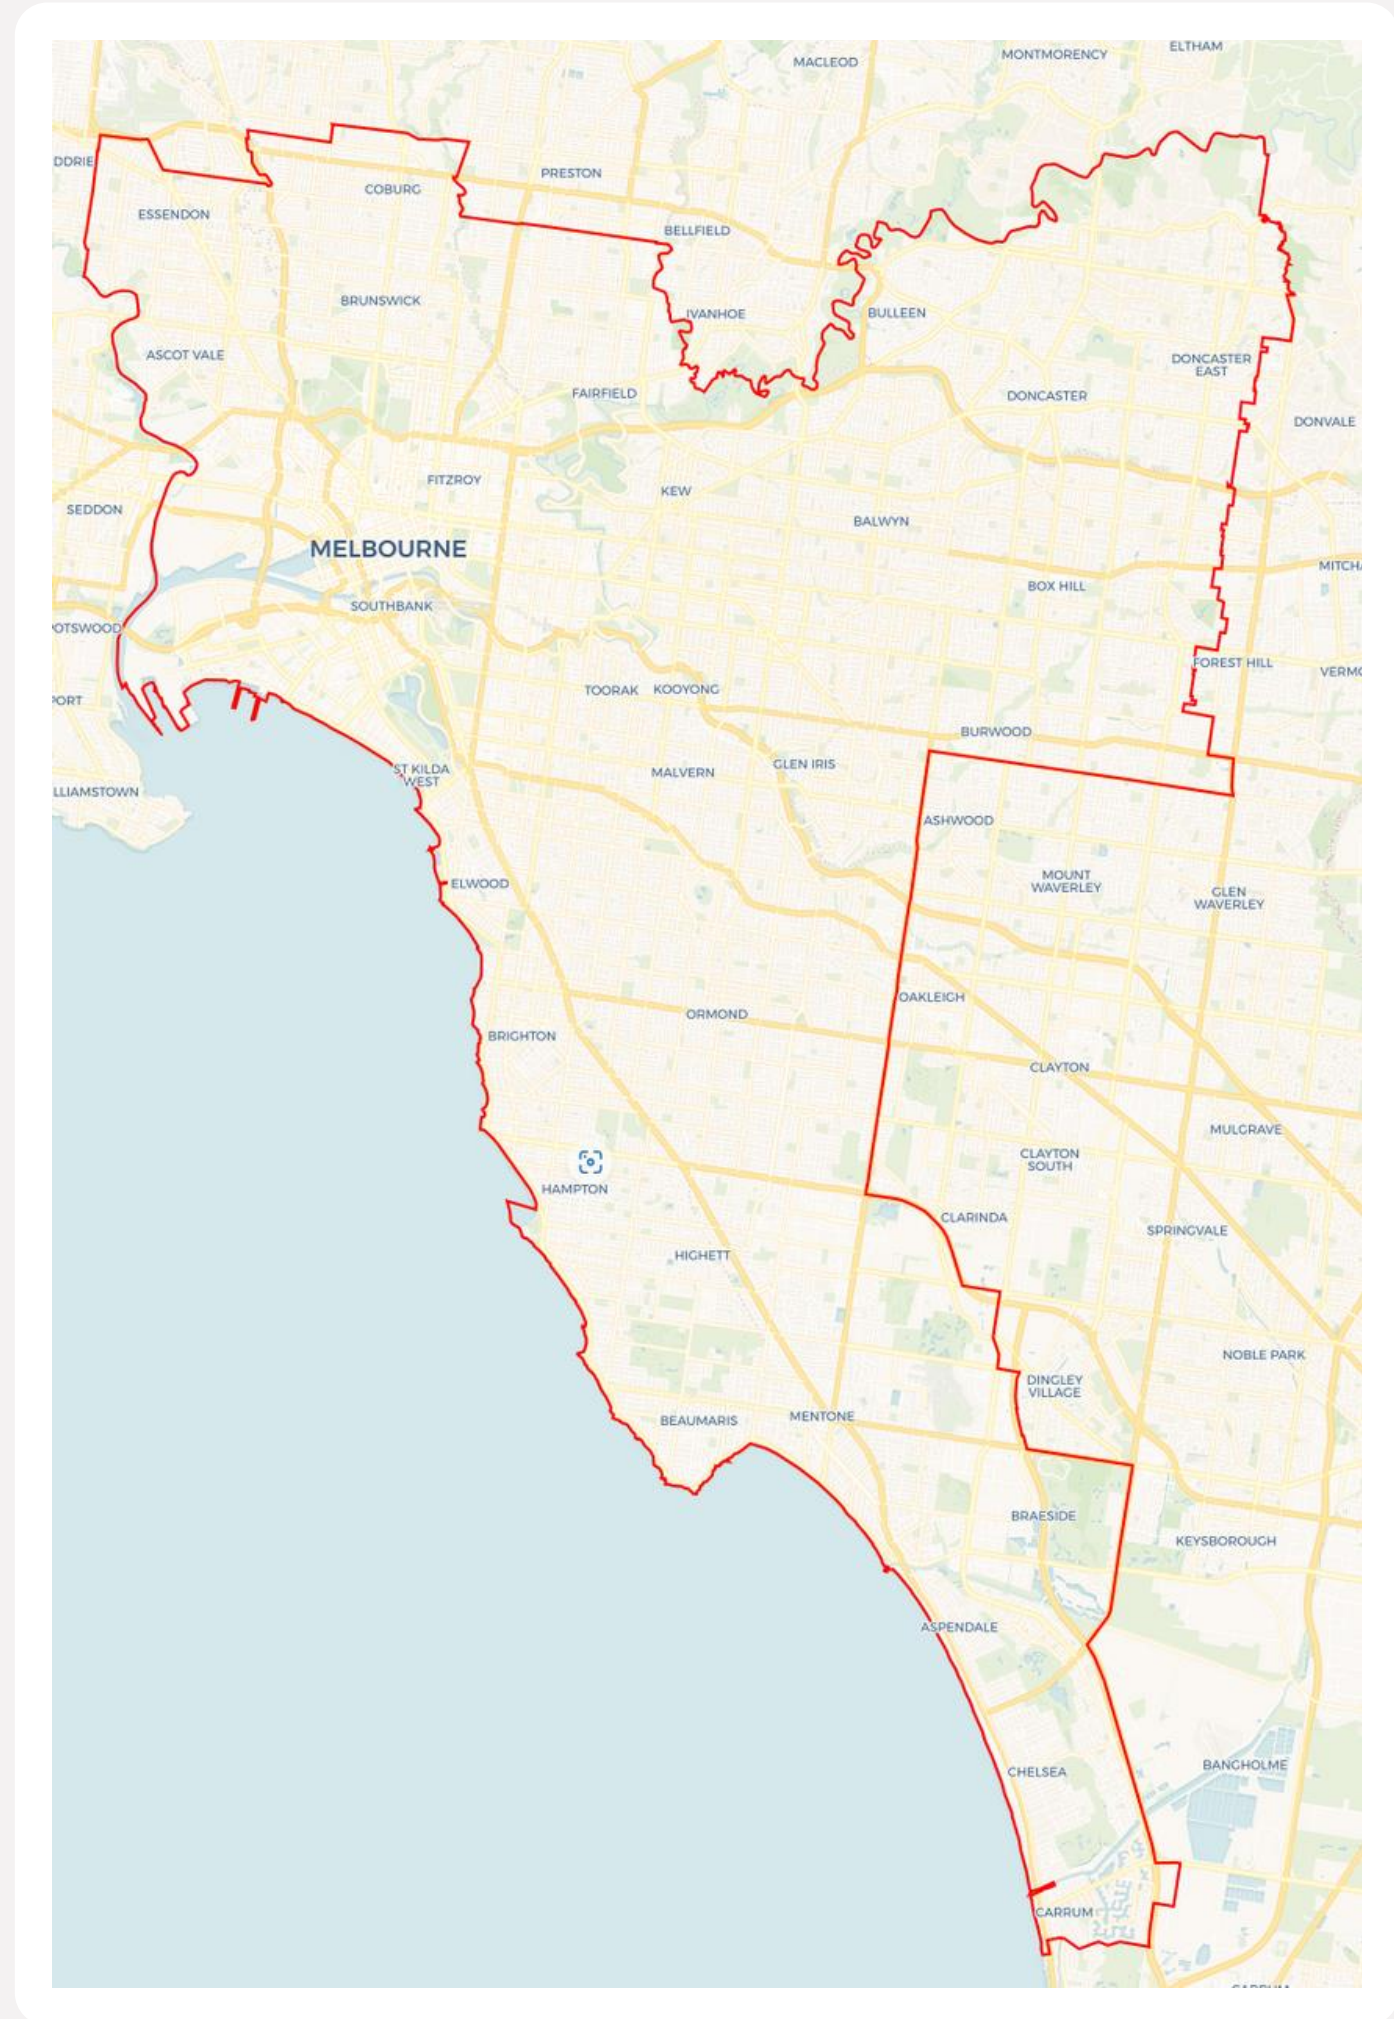 ELTHAM
MONTMORENCY
MACLEOD
DDRIE
PRESTON
COBURG
ESSENDON
BELLFIELD
BRUNSWICK
IVANHOE
BULLEEN
ASCOT VALE
DONCASTER
EAST
FAIRFIELD
DONCASTER
DONVALE
FITZROY
KEW
SEDDON
BALWYN
MELBOURNE
MITCHA
BOX HILL
SOUTHBANK
OTSWOOD
FOREST HILL
VERMO
TOORAK
KOOYONG
PORT
BURWOOD
GLEN IRIS
ST KILDA
WEST
MALVERN
LLIAMSTOWN
ASHWOOD
MOUNT
WAVERLEY
ELWOOD
GLEN
WAVERLEY
OAKLEIGH
ORMOND
BRIGHTON
CLAYTON
MULGRAVE
CLAYTON
SOUTH
HAMPTON
CLARINDA
SPRINGVALE
HIGHETT
NOBLE PARK
DINGLEY
VILLAGE
BEAUMARIS
MENTONE
BRAESIDE
KEYSBOROUGH
ASPENDALE
BANGHOLME
CHELSEA
CARRUM